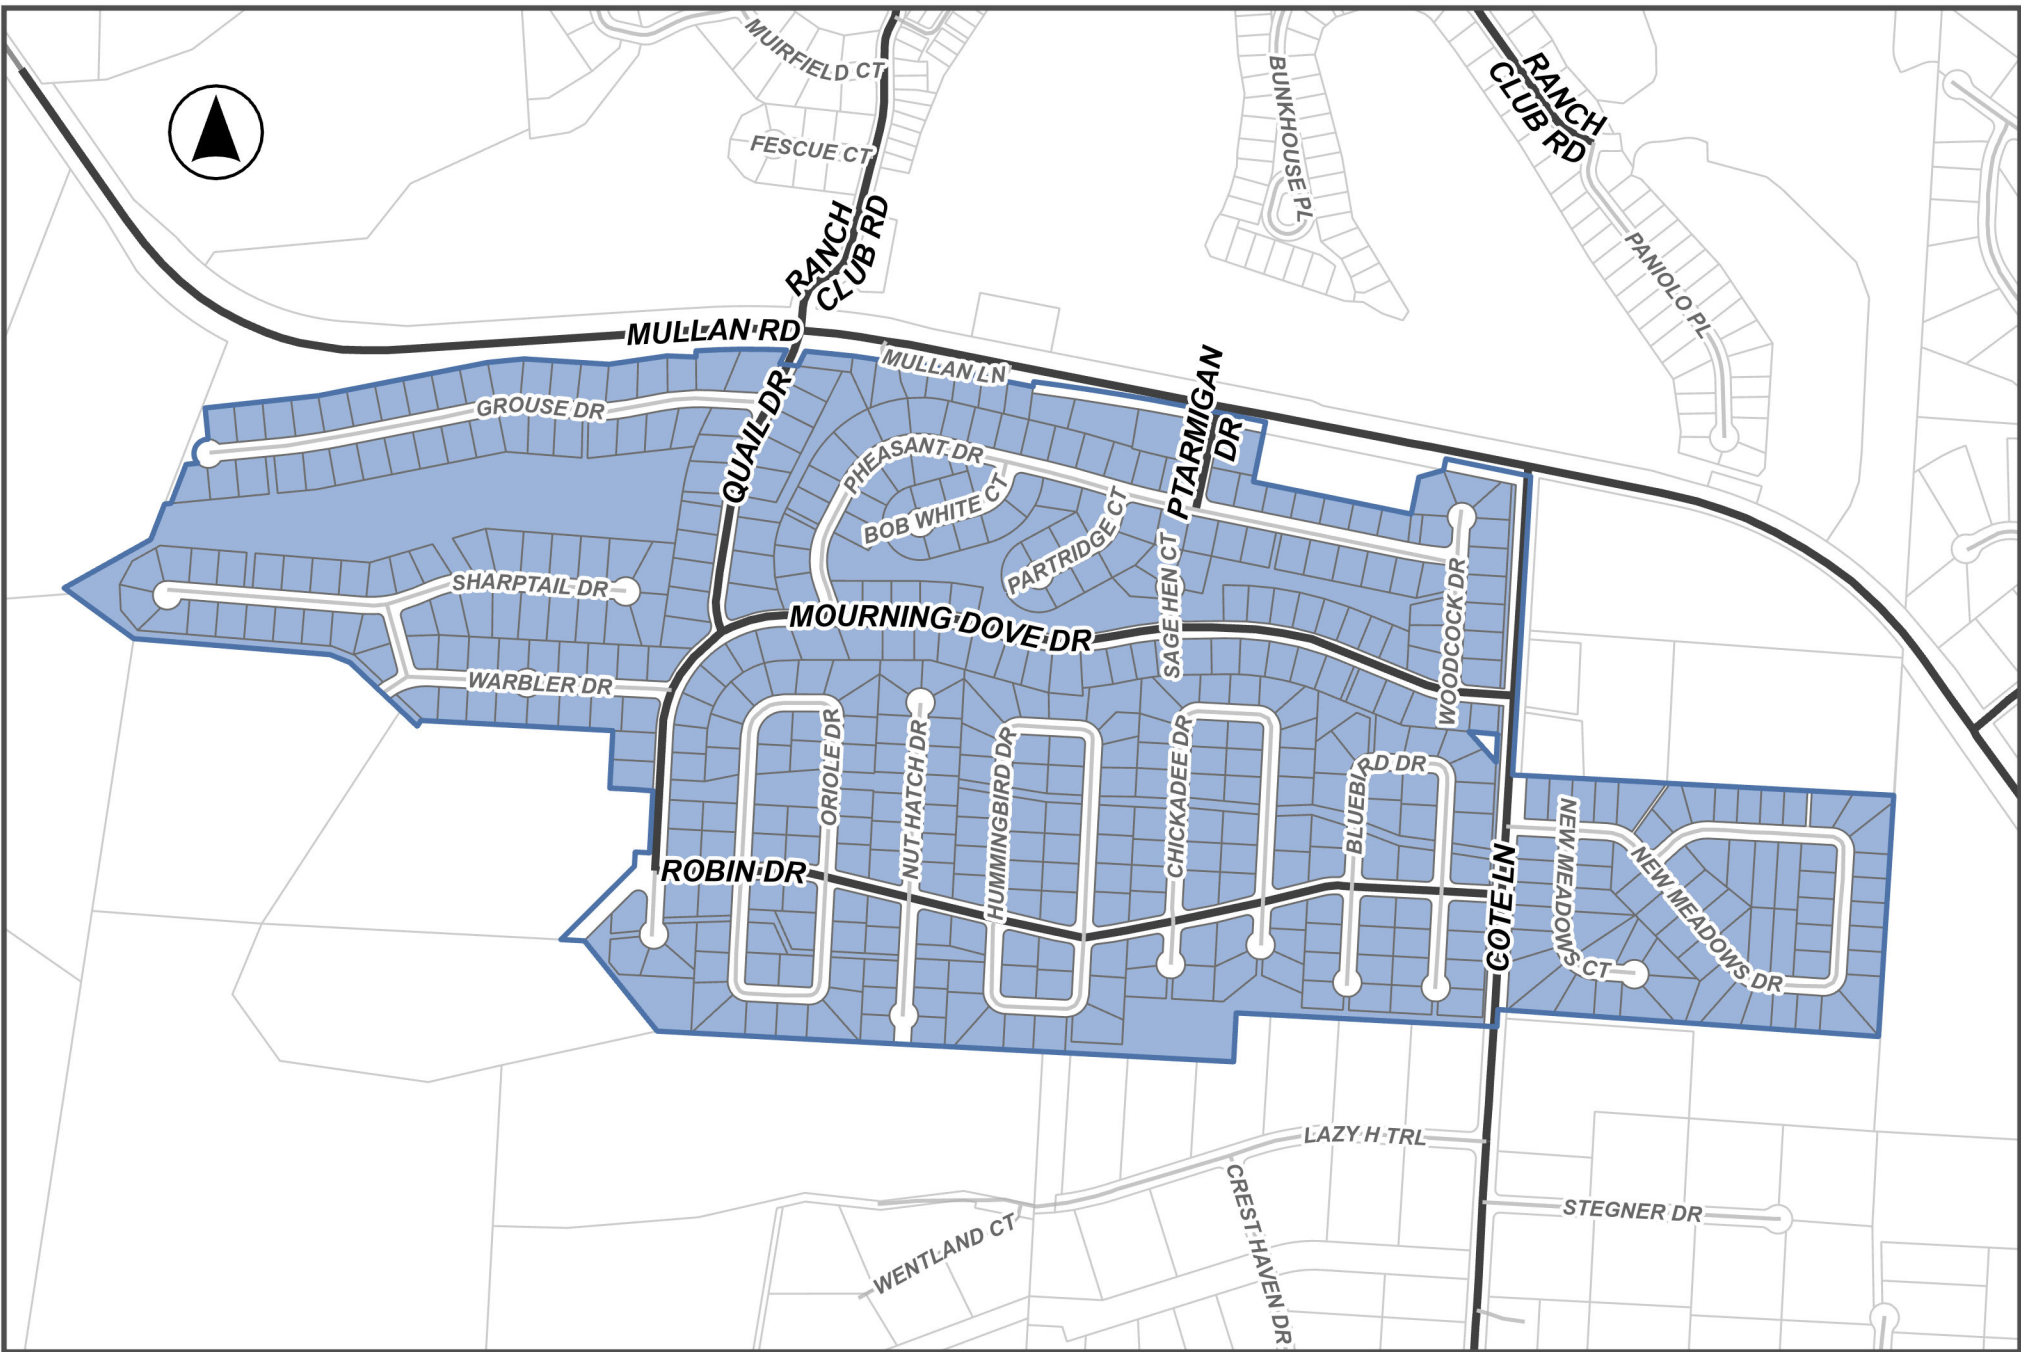 MUIRFIELD CT
FESCUE CT
BUNKHOUSE PL
RANCH
CLUB RD
RANCH
CLUB RD
PANIOLO PL
MULLAN RD
MULLAN LN
PTARMIGAN
DR
GROUSE DR
QUAIL DR
PHEASANT DR
BOB WHITE CT
PARTRIDGE CT
SAGE HEN CT
WOODCOCK DR
SHARPTAIL DR
MOURNING DOVE DR
WARBLER DR
ORIOLE DR
NUT HATCH DR
HUMMINGBIRD DR
CHICKADEE DR
BLUEBIRD DR
ROBIN DR
COTE LN
NEW MEADOWS CT
NEW MEADOWS DR
LAZY H TRL
CREST HAVEN DR
STEGNER DR
WENTLAND CT